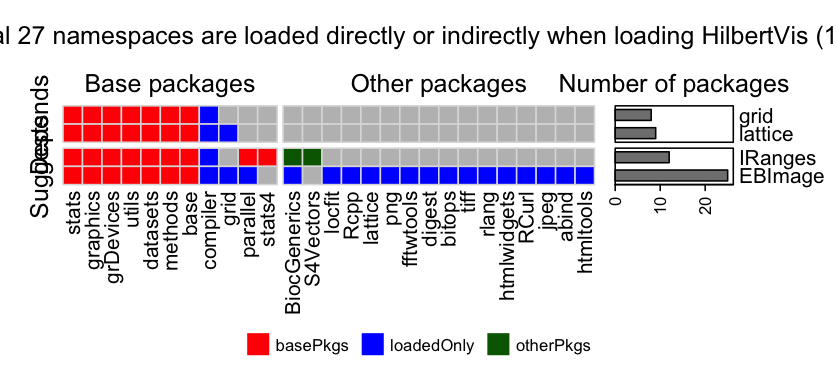 al 27 namespaces are loaded directly or indirectly when loading HilbertVis (1
Base packages
Other packages
Number of packages
Depends
Suggests
grid
lattice
IRanges
EBImage
0
10
20
stats
graphics
grDevices
utils
datasets
methods
base
compiler
grid
parallel
stats4
BiocGenerics
S4Vectors
locfit
Rcpp
lattice
png
fftwtools
digest
bitops
tiff
rlang
htmlwidgets
RCurl
jpeg
abind
htmltools
basePkgs
loadedOnly
otherPkgs